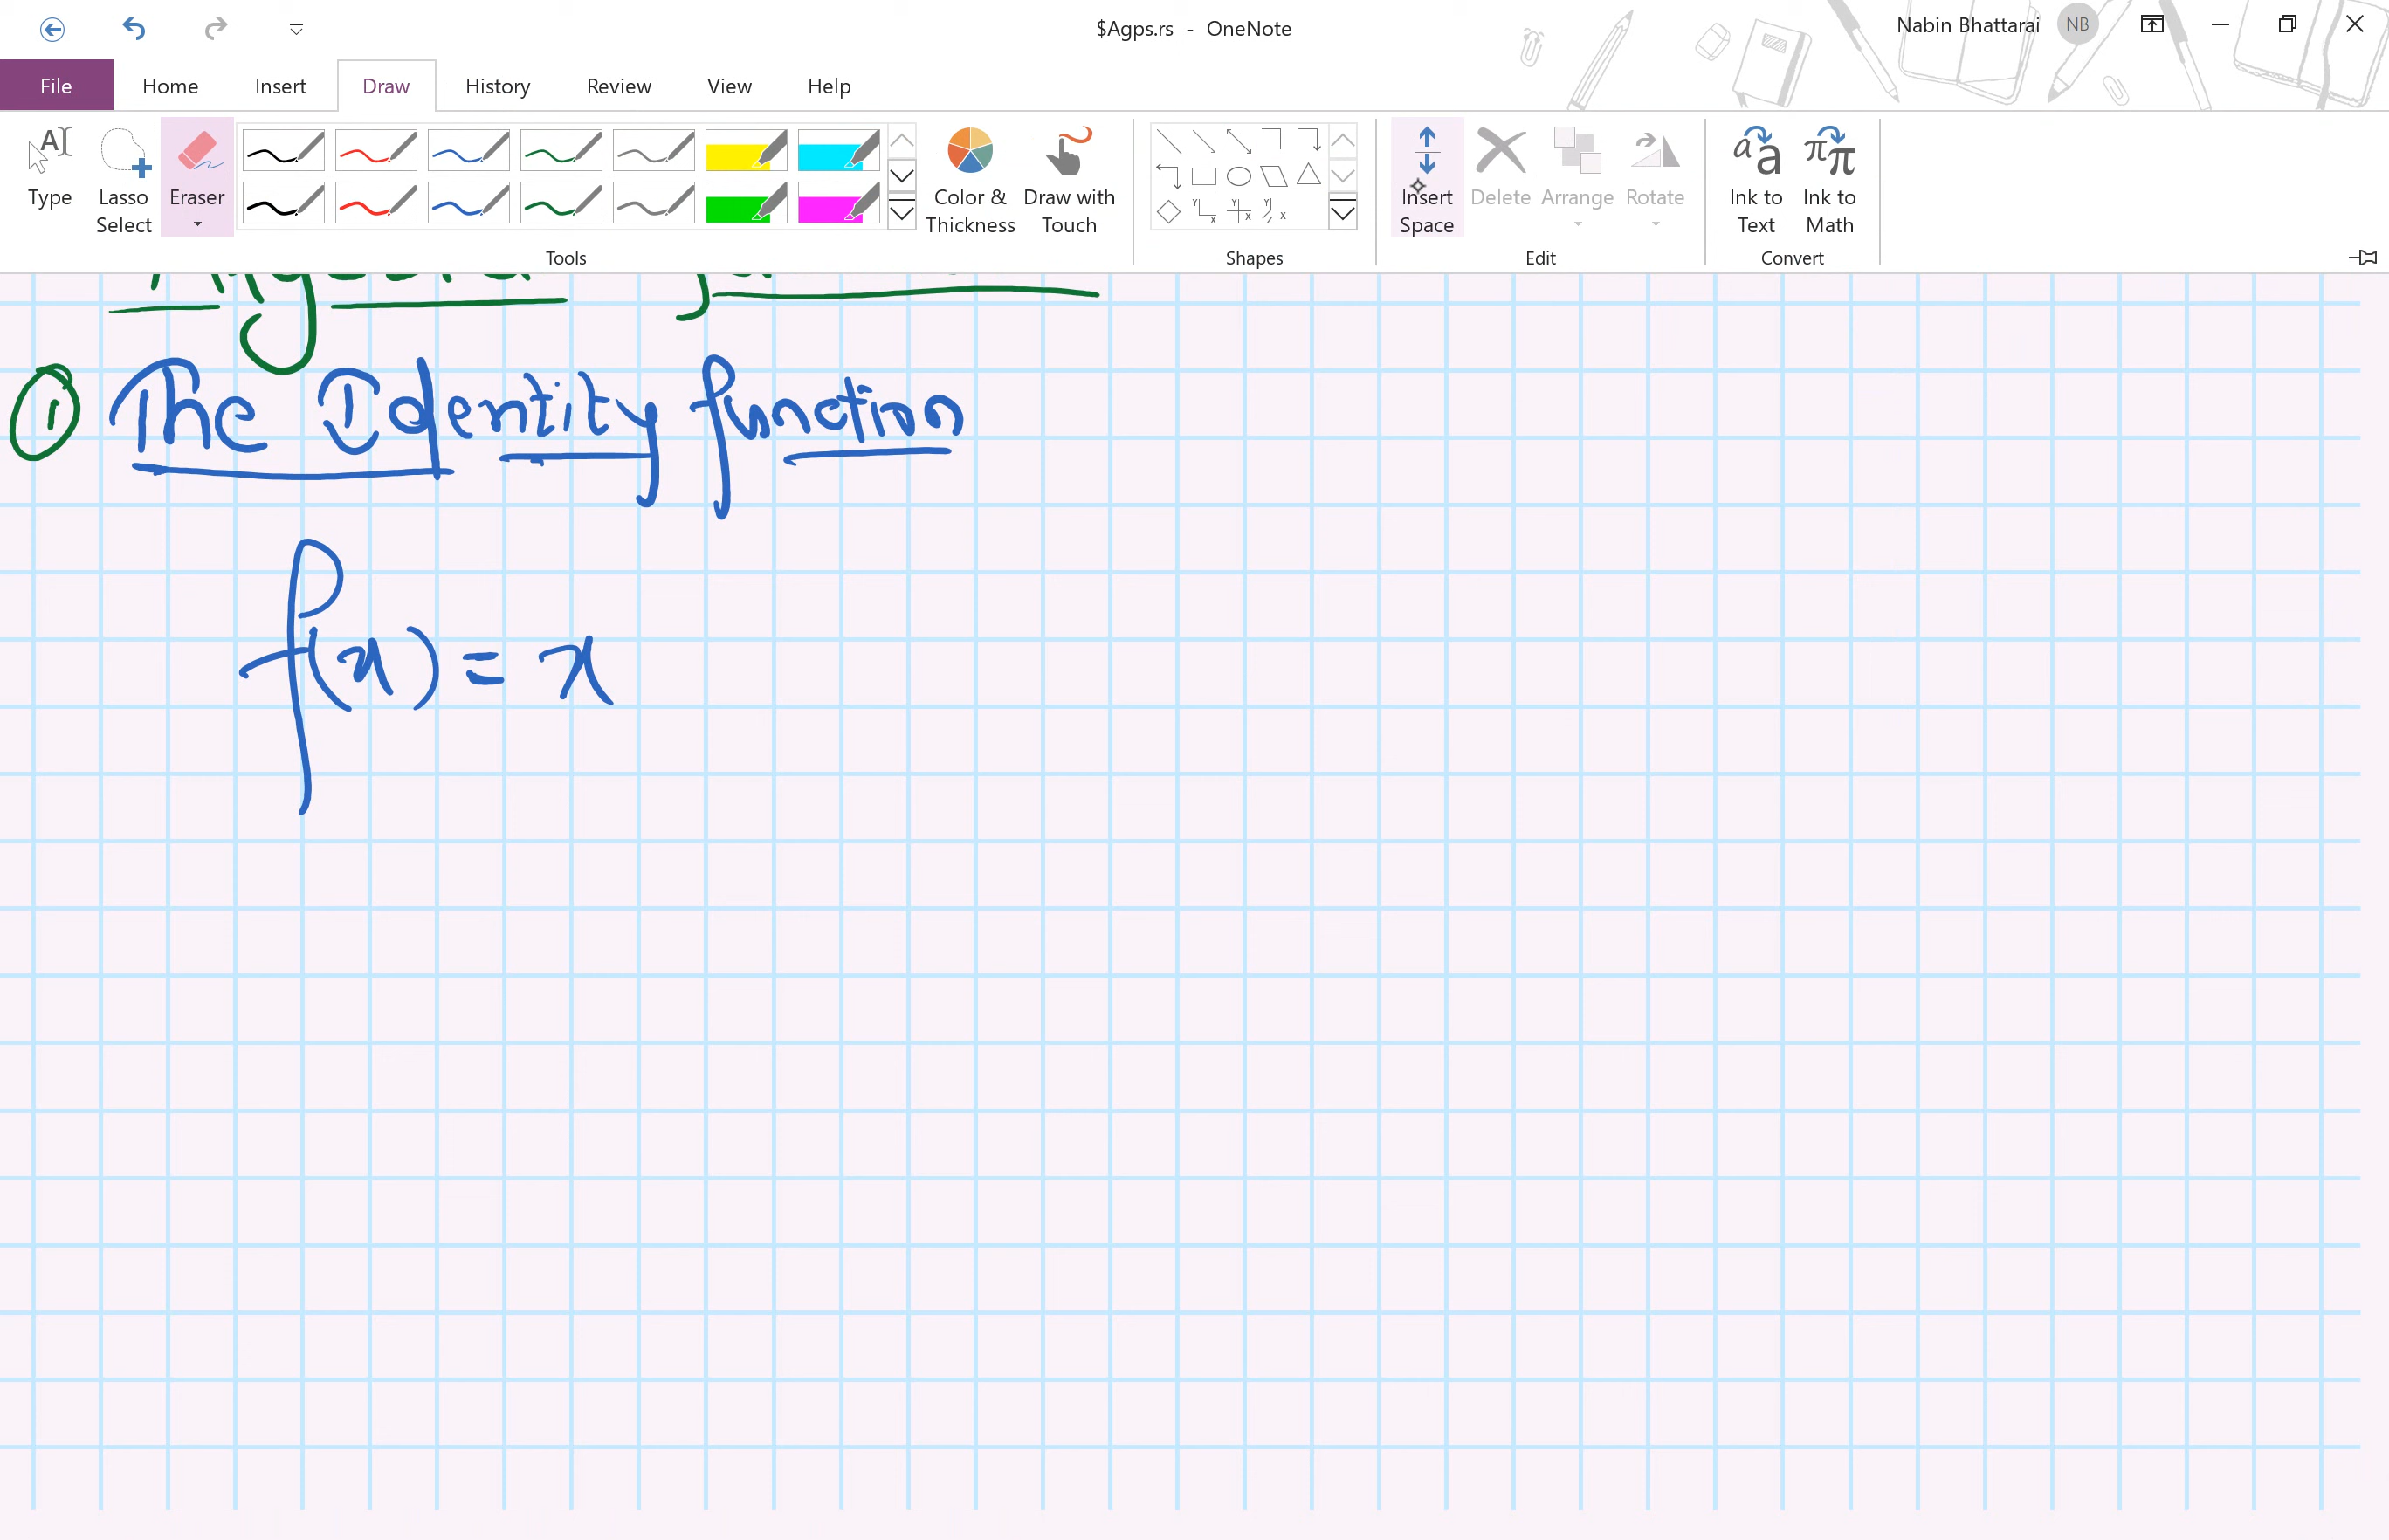 $Agps.rs - OneNote
Nabin Bhattarai NB
File Home Insert Draw History Review View Help
Type
Lasso Select
Eraser
Color & Thickness
Draw with Touch
Insert Space
Delete
Arrange
Rotate
Ink to Text
Ink to Math
Tools Shapes Edit Convert
① The Identity function
f(x) = x